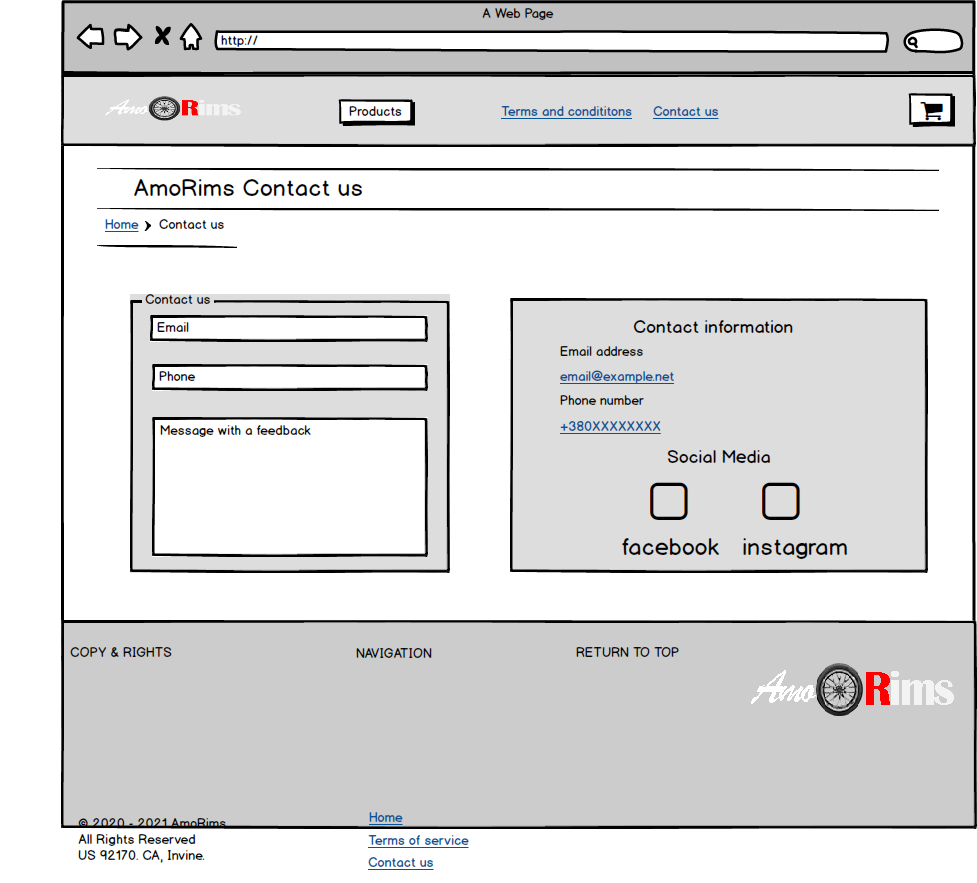 A Web Page
http://
AmoRims
Products
Terms and condititons
Contact us
AmoRims Contact us
Home
Contact us
Contact us
Email
Phone
Message with a feedback
Contact information
Email address
email@example.net
Phone number
+380XXXXXXXX
Social Media
facebook
instagram
COPY & RIGHTS
NAVIGATION
RETURN TO TOP
AmoRims
© 2020 - 2021 AmoRims
All Rights Reserved
US 92170. CA, Invine.
Home
Terms of service
Contact us